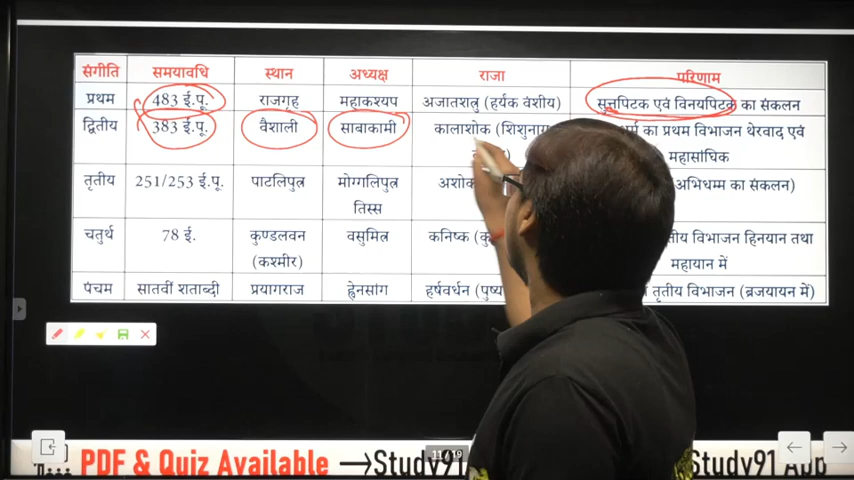 संगीति समयावधि स्थान अध्यक्ष राजा परिणाम
प्रथम 483 ई.पू. राजगृह महाकश्यप अजातशत्रु (हर्यक वंशीय) सुत्तपिटक एवं विनयपिटक का संकलन
द्वितीय 383 ई.पू. वैशाली साबाकामी कालाशोक (शिशुनाग का प्रथम विभाजन थेरवाद एवं
महासांघिक
तृतीय 251/253 ई.पू. पाटलिपुत्र मोग्गलिपुत्र अशोक अभिधम्म का संकलन)
तिस्स
चतुर्थ 78 ई. कुण्डलवन वसुमित्र कनिष्क विभाजन हिनयान तथा
(कश्मीर) महायान में
पंचम सातवीं शताब्दी प्रयागराज ह्वेनसांग हर्षवर्धन तृतीय विभाजन (ब्रजयायन में)
11/19
PDF & Quiz Available →Study91 Study91 App